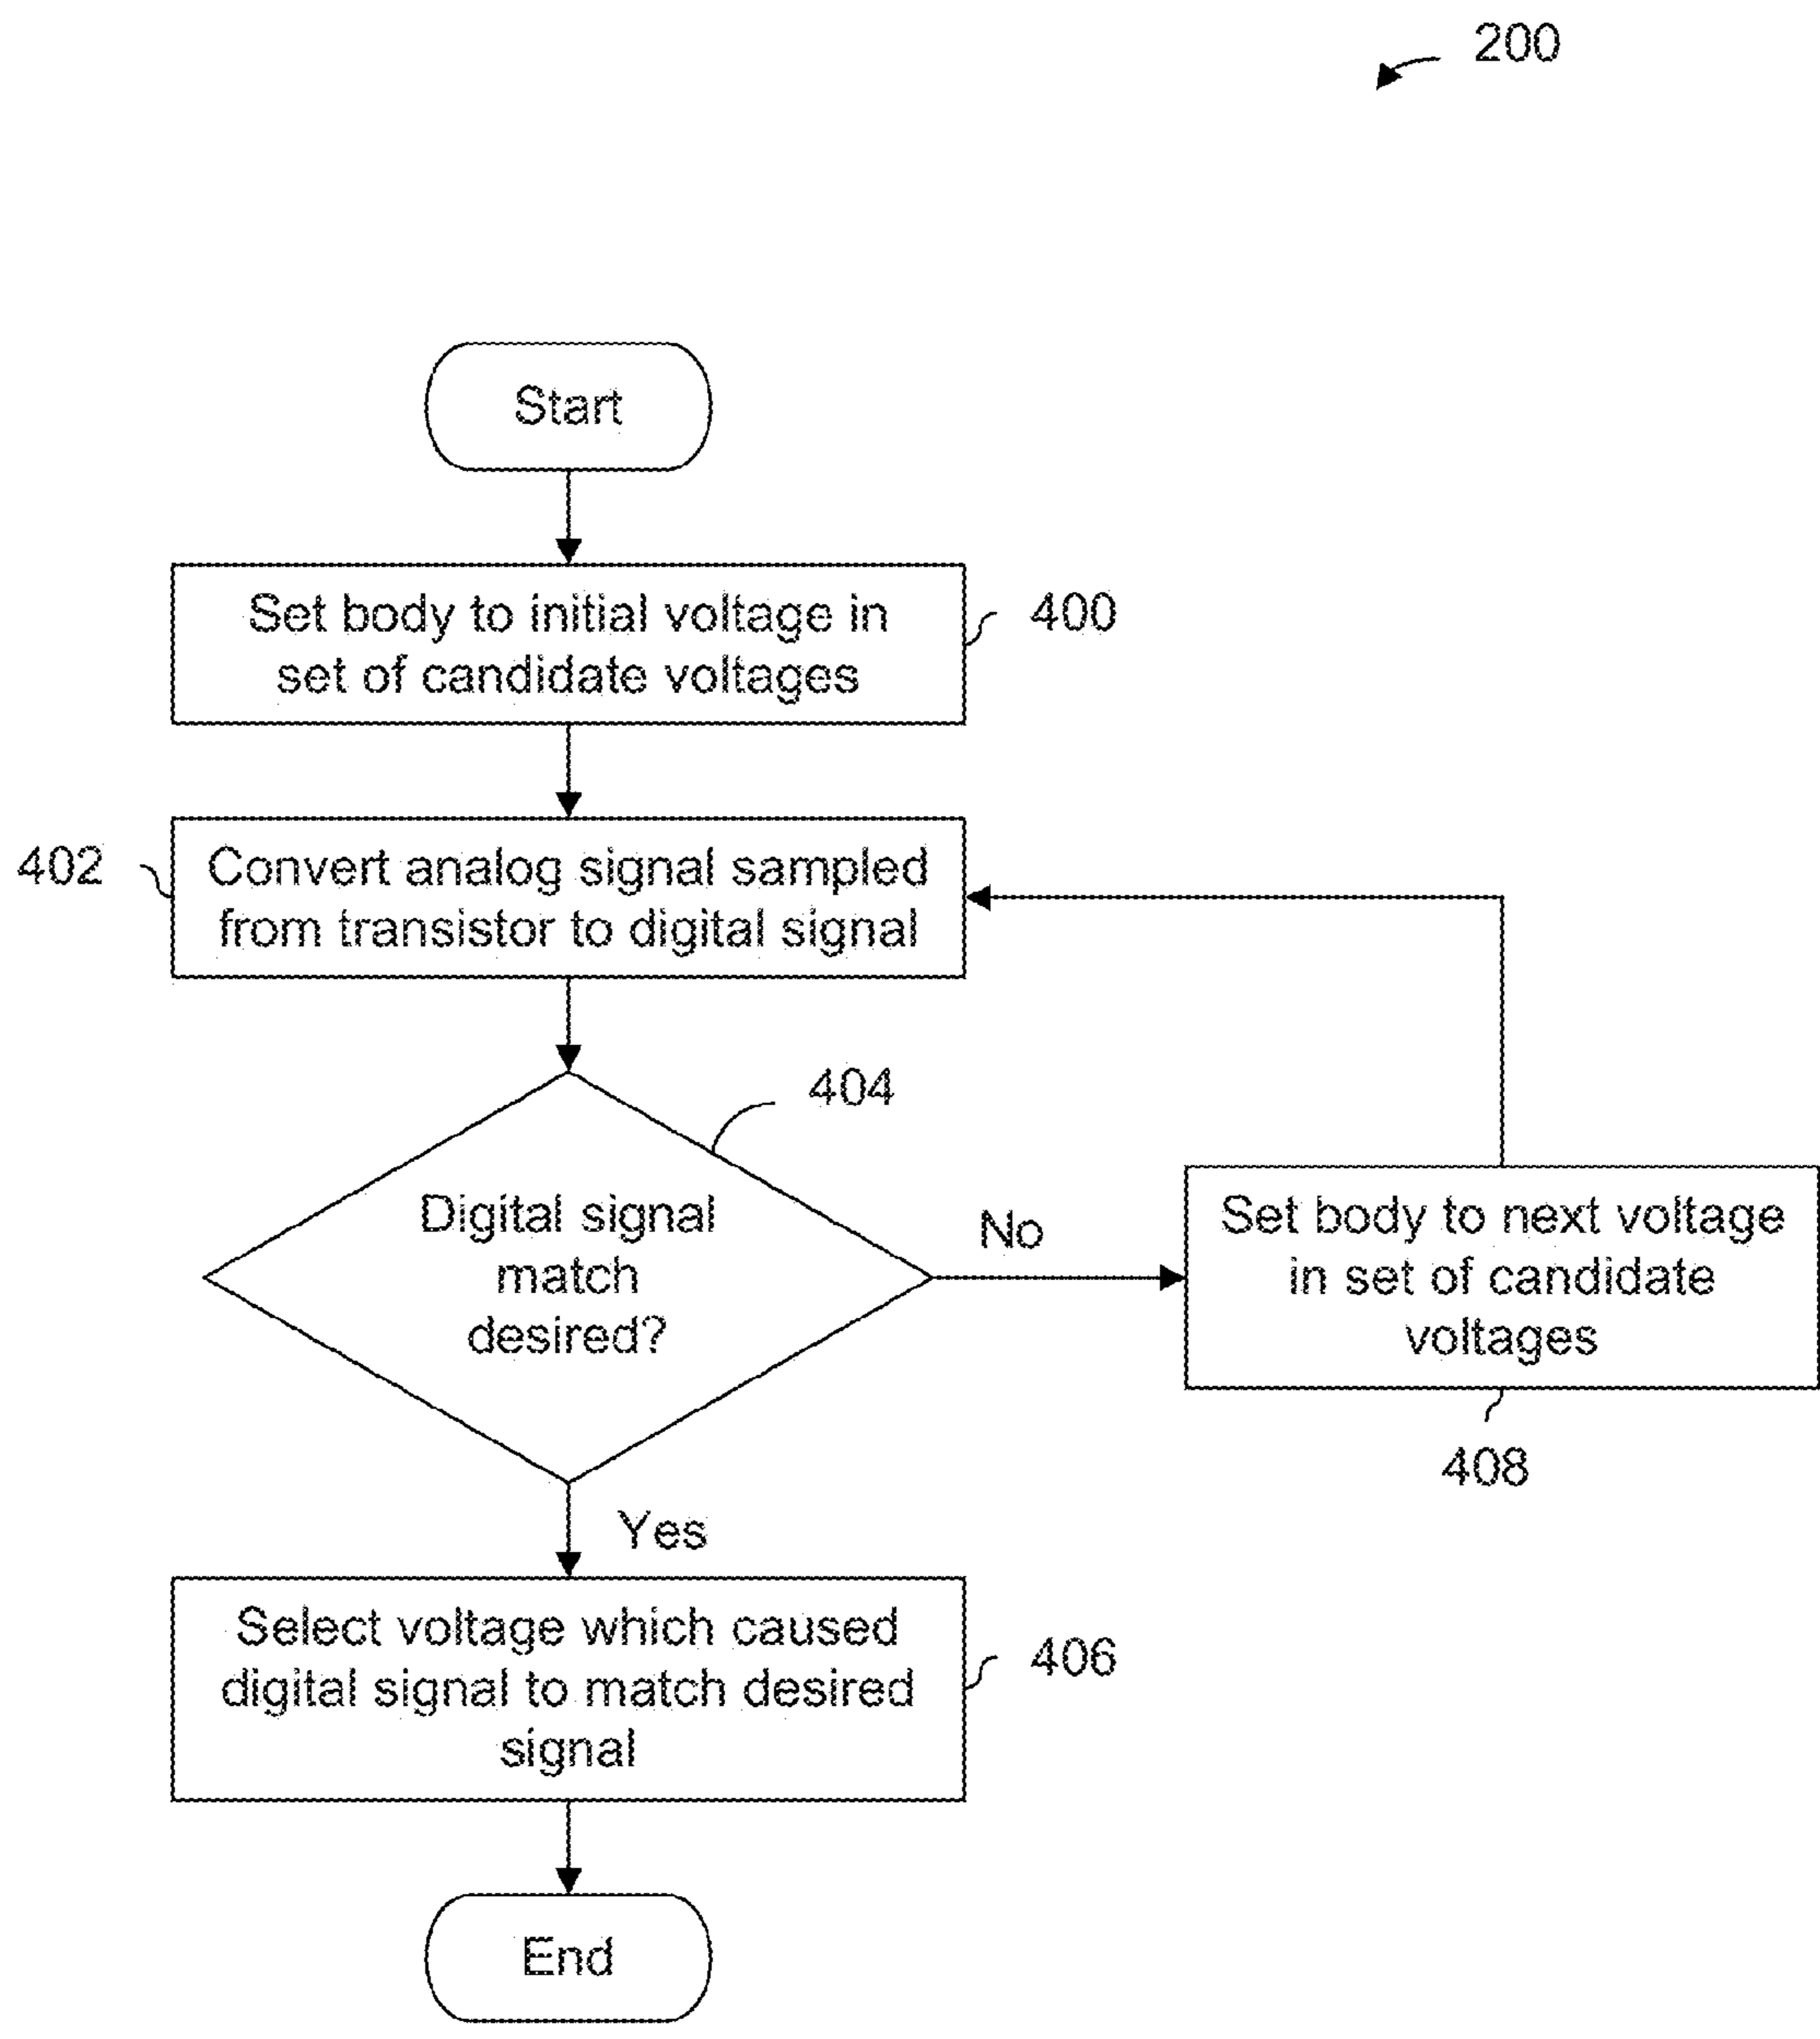 200
Start
Set body to initial voltage in
set of candidate voltages
400
402
Convert analog signal sampled
from transistor to digital signal
404
Digital signal
match
desired?
No
Set body to next voltage
in set of candidate
voltages
408
Yes
Select voltage which caused
digital signal to match desired
signal
406
End